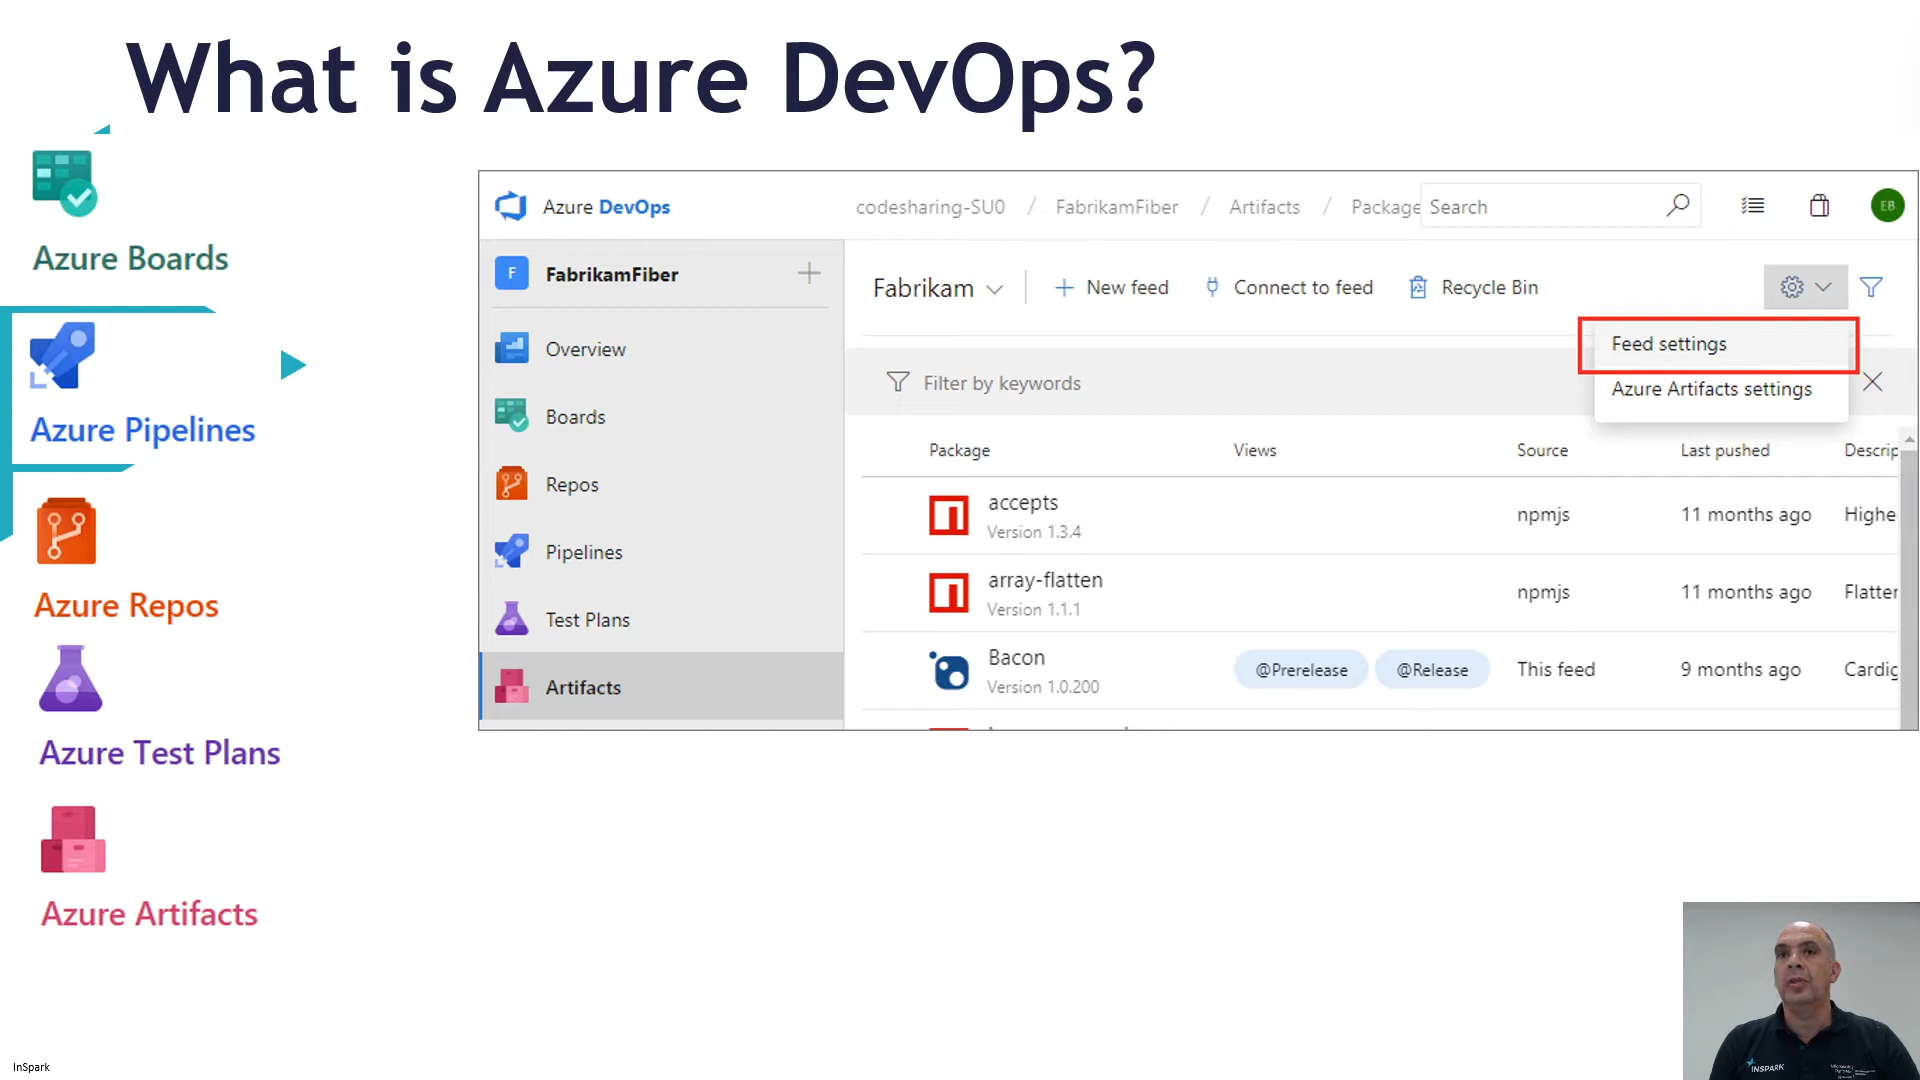 What is Azure DevOps?
Azure Boards
Azure Pipelines
Azure Repos
Azure Test Plans
Azure Artifacts
Azure DevOps
codesharing-SU0 / FabrikamFiber / Artifacts / Package
Search
EB
F
FabrikamFiber
Overview
Boards
Repos
Pipelines
Test Plans
Artifacts
Fabrikam
New feed
Connect to feed
Recycle Bin
Feed settings
Azure Artifacts settings
Filter by keywords
Package Views Source Last pushed Descrip
accepts
Version 1.3.4
npmjs 11 months ago Highe
array-flatten
Version 1.1.1
npmjs 11 months ago Flatter
Bacon
Version 1.0.200
@Prerelease @Release This feed 9 months ago Cardig
INSPARK
InSpark